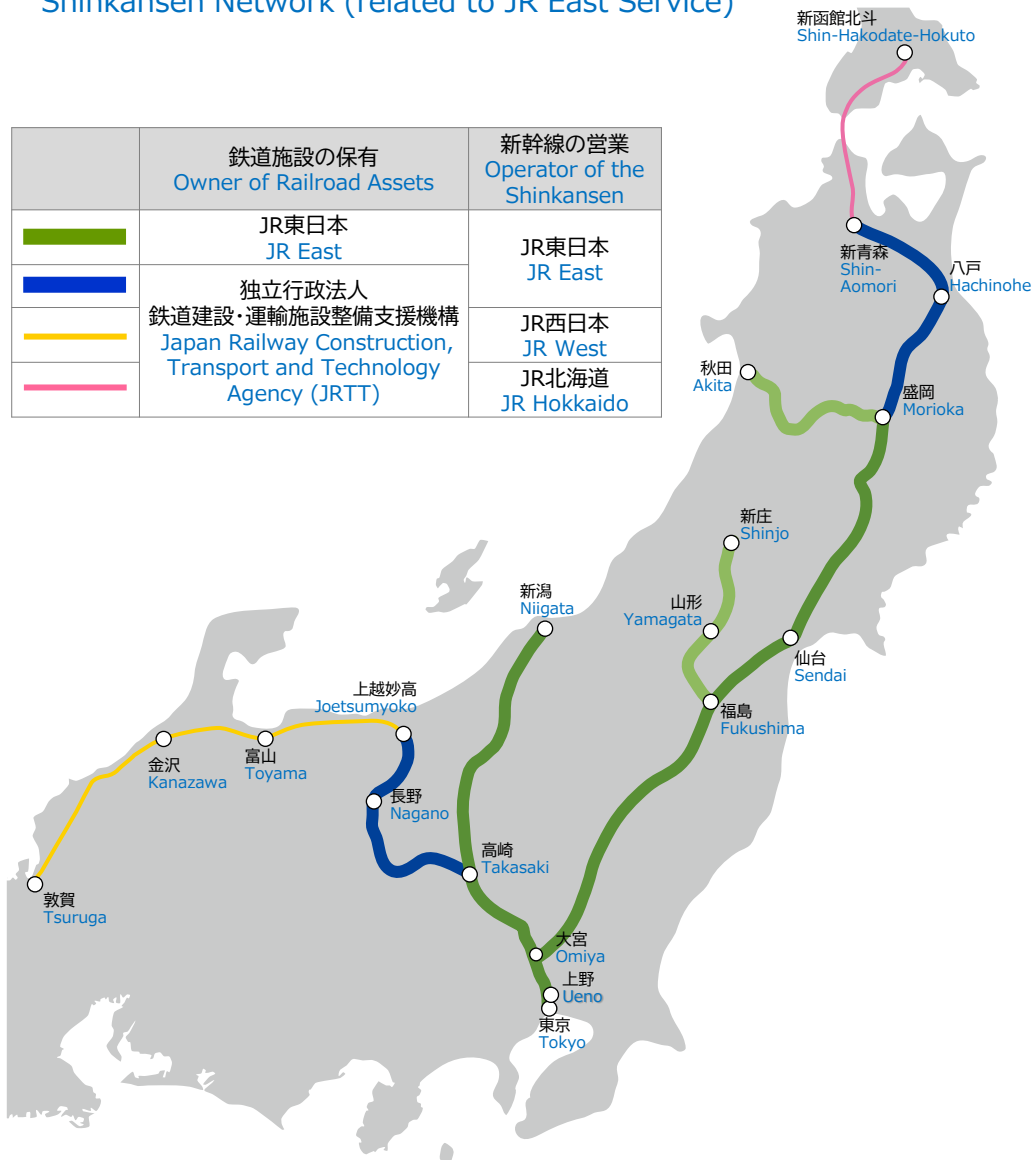 Shinkansen Network (related to JR East Service)
新函館北斗
Shin-Hakodate-Hokuto
鉄道施設の保有
Owner of Railroad Assets
新幹線の営業
Operator of the
Shinkansen
JR東日本
JR East
JR東日本
JR East
独立行政法人
鉄道建設・運輸施設整備支援機構
Japan Railway Construction,
Transport and Technology
Agency (JRTT)
JR西日本
JR West
JR北海道
JR Hokkaido
新青森
Shin-
Aomori
八戸
Hachinohe
秋田
Akita
盛岡
Morioka
新庄
Shinjo
新潟
Niigata
山形
Yamagata
仙台
Sendai
上越妙高
Joetsumyoko
福島
Fukushima
金沢
Kanazawa
富山
Toyama
長野
Nagano
高崎
Takasaki
敦賀
Tsuruga
大宮
Omiya
上野
Ueno
東京
Tokyo